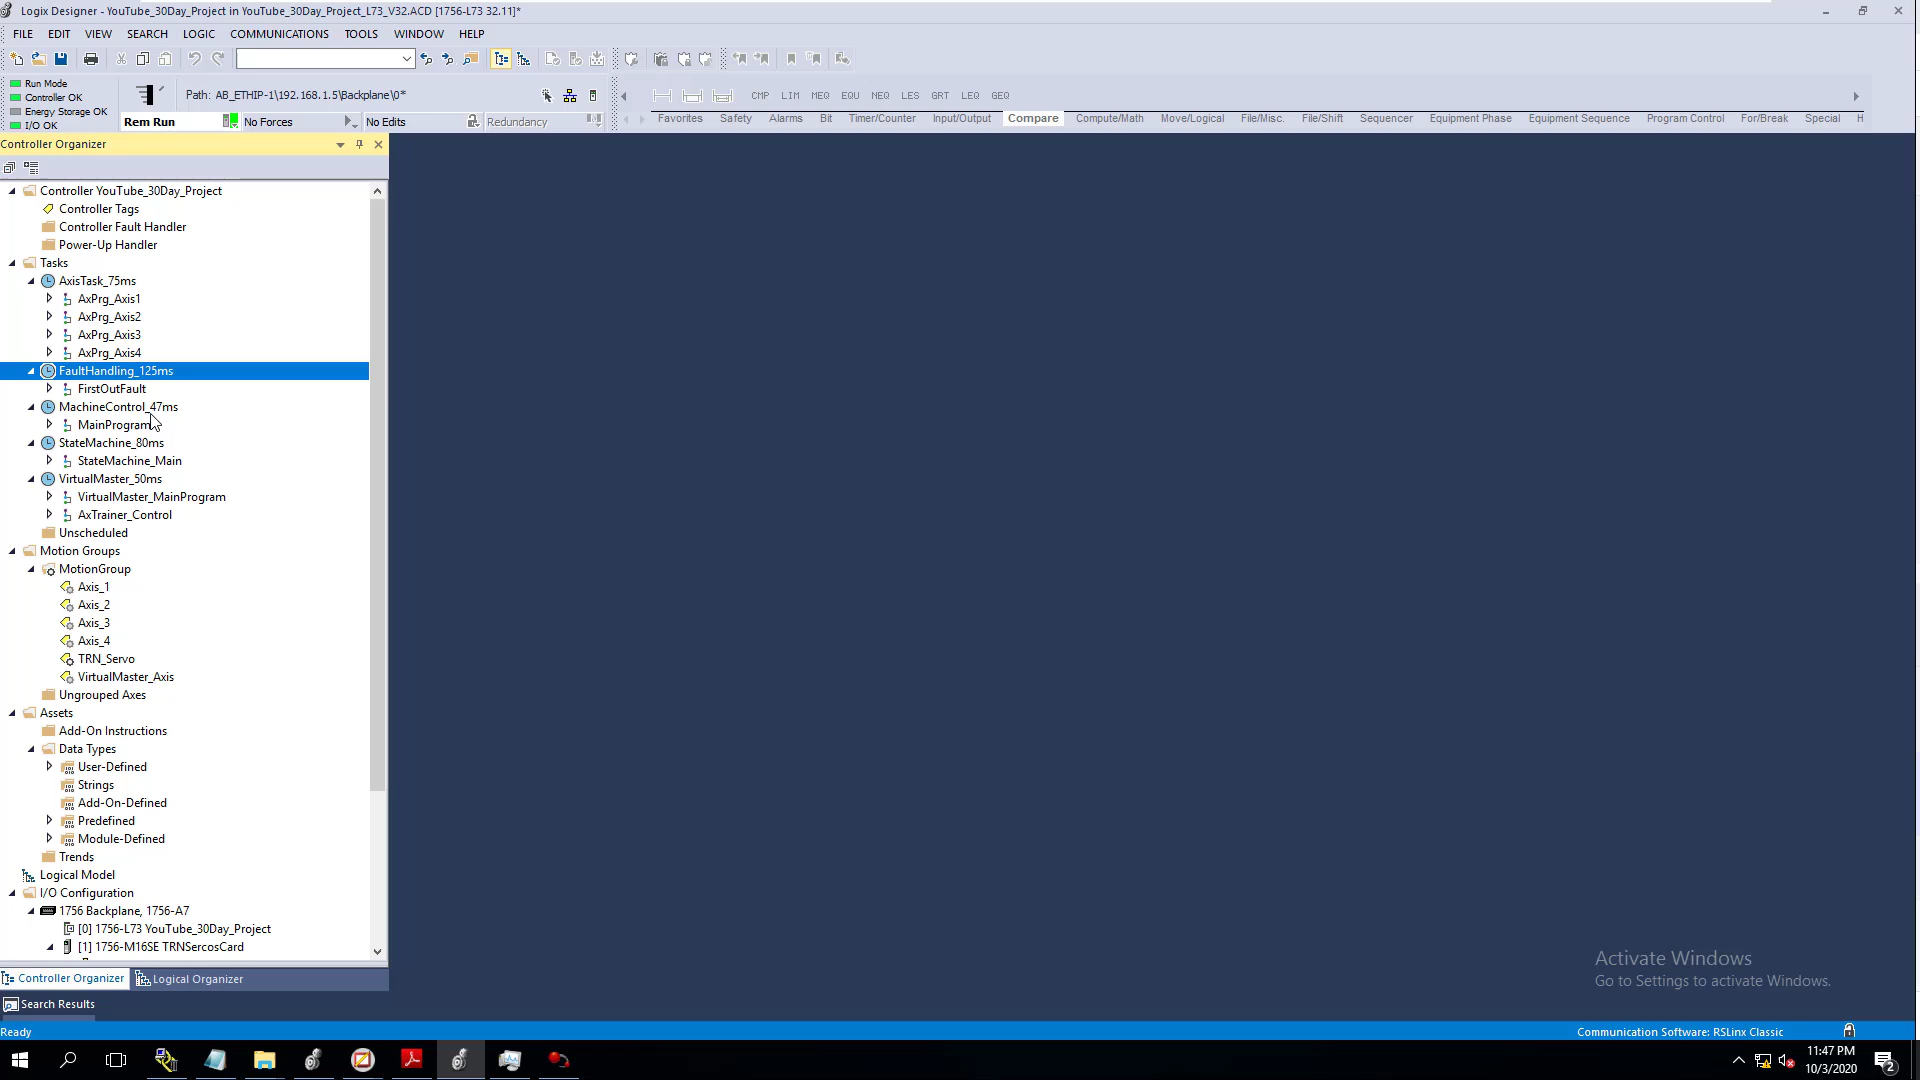 Logix Designer - YouTube_30Day_Project in YouTube_30Day_Project_L73_V32.ACD [1756-L73 32.11]*
FILE EDIT VIEW SEARCH LOGIC COMMUNICATIONS TOOLS WINDOW HELP
Run Mode
Controller OK
Energy Storage OK
I/O OK
Path: AB_ETHIP-1\192.168.1.5\Backplane\0*
Rem Run No Forces No Edits Redundancy
CMP LIM MEQ EQU NEQ LES GRT LEQ GEQ
Favorites Safety Alarms Bit Timer/Counter Input/Output Compare Compute/Math Move/Logical File/Misc. File/Shift Sequencer Equipment Phase Equipment Sequence Program Control For/Break Special H
Controller Organizer
Controller YouTube_30Day_Project
Controller Tags
Controller Fault Handler
Power-Up Handler
Tasks
AxisTask_75ms
AxPrg_Axis1
AxPrg_Axis2
AxPrg_Axis3
AxPrg_Axis4
FaultHandling_125ms
FirstOutFault
MachineControl_47ms
MainProgram
StateMachine_80ms
StateMachine_Main
VirtualMaster_50ms
VirtualMaster_MainProgram
AxTrainer_Control
Unscheduled
Motion Groups
MotionGroup
Axis_1
Axis_2
Axis_3
Axis_4
TRN_Servo
VirtualMaster_Axis
Ungrouped Axes
Assets
Add-On Instructions
Data Types
User-Defined
Strings
Add-On-Defined
Predefined
Module-Defined
Trends
Logical Model
I/O Configuration
1756 Backplane, 1756-A7
[0] 1756-L73 YouTube_30Day_Project
[1] 1756-M16SE TRNSercosCard
Controller Organizer Logical Organizer
Search Results
Activate Windows
Go to Settings to activate Windows.
Ready
Communication Software: RSLinx Classic
11:47 PM
10/3/2020
2